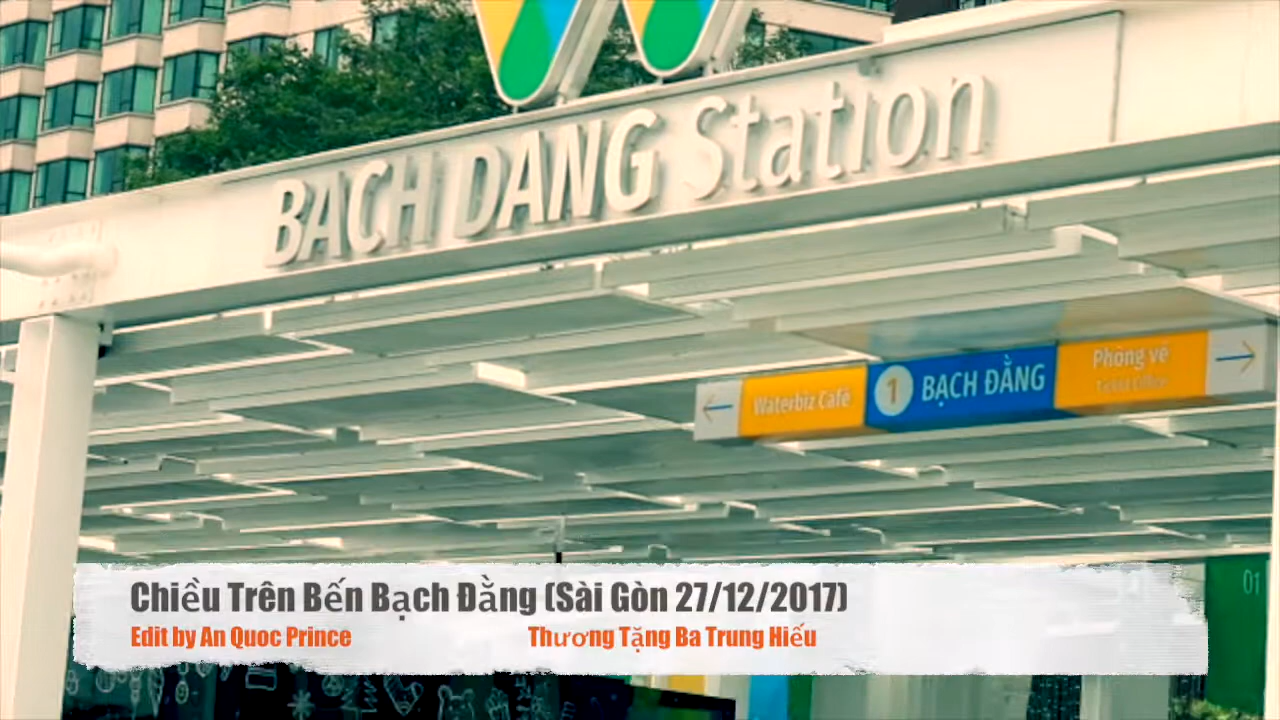 BACH DANG Station
Waterbiz Café
1 BẠCH ĐẰNG
Phòng vé
Ticket Office
01
Chiều Trên Bến Bạch Đằng (Sài Gòn 27/12/2017)
Edit by An Quoc Prince
Thương Tặng Ba Trung Hiếu